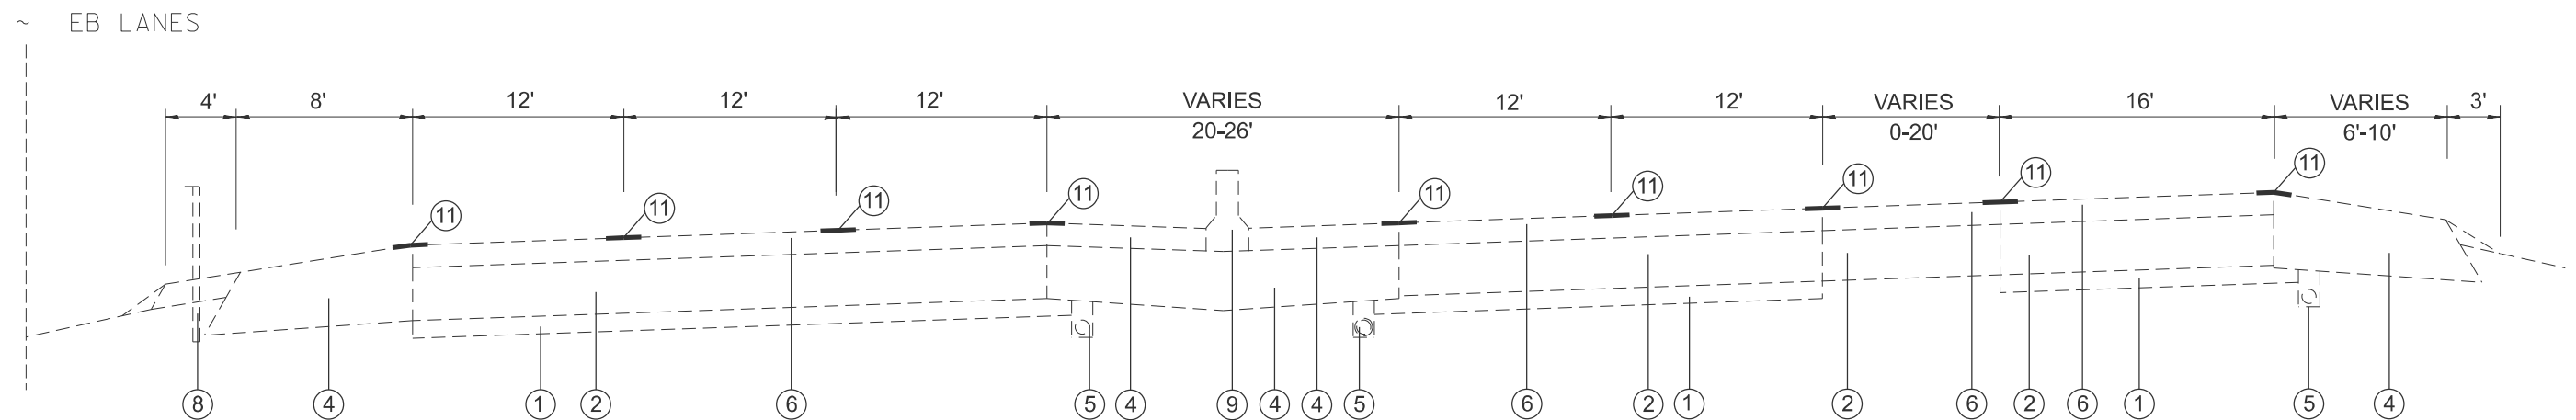 ~ EB LANES
4' 8' 12' 12' 12' VARIES 12' 12' VARIES 16' VARIES 3'
20-26' 0-20' 6'-10'
11 11 11 11 11 11 11 11 11
8 4 1 2 6 5 4 9 4 4 5 6 2 1 2 6 2 6 1 5 4